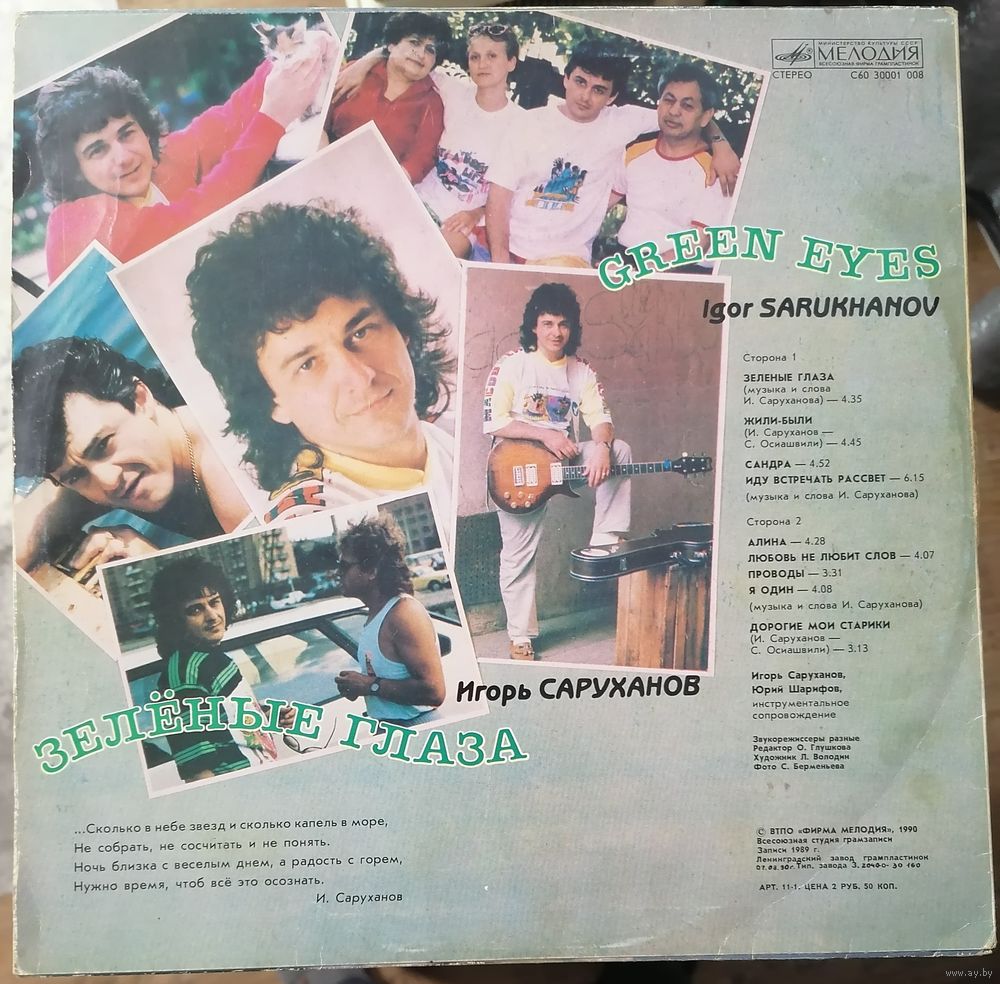 МИНИСТЕРСТВО КУЛЬТУРЫ СССР
МЕЛОДИЯ
ВСЕСОЮЗНАЯ ФИРМА ГРАМПЛАСТИНОК
СТЕРЕО С60 30001 008
GREEN EYES
Igor SARUKHANOV
Сторона 1
ЗЕЛЕНЫЕ ГЛАЗА
(музыка и слова
И. Саруханова) — 4.35
ЖИЛИ-БЫЛИ
(И. Саруханов —
С. Осиашвили) — 4.45
САНДРА — 4.52
ИДУ ВСТРЕЧАТЬ РАССВЕТ — 6.15
(музыка и слова И. Саруханова)
Сторона 2
АЛИНА — 4.28
ЛЮБОВЬ НЕ ЛЮБИТ СЛОВ — 4.07
ПРОВОДЫ — 3.31
Я ОДИН — 4.08
(музыка и слова И. Саруханова)
ДОРОГИЕ МОИ СТАРИКИ
(И. Саруханов —
С. Осиашвили) — 3.13
Игорь Саруханов,
Юрий Шарифов,
инструментальное
сопровождение
Звукорежиссеры разные
Редактор О. Глушкова
Художник Л. Володин
Фото С. Берменьева
Игорь САРУХАНОВ
ЗЕЛЁНЫЕ ГЛАЗА
...Сколько в небе звезд и сколько капель в море,
Не собрать, не сосчитать и не понять.
Ночь близка с веселым днем, а радость с горем,
Нужно время, чтоб всё это осознать.
И. Саруханов
© ВТПО «ФИРМА МЕЛОДИЯ», 1990
Всесоюзная студия грамзаписи
Записи 1989 г.
Ленинградский завод грампластинок
Тип. завода З.
АРТ. 11-1. ЦЕНА 2 РУБ. 50 КОП.
www.ay.by